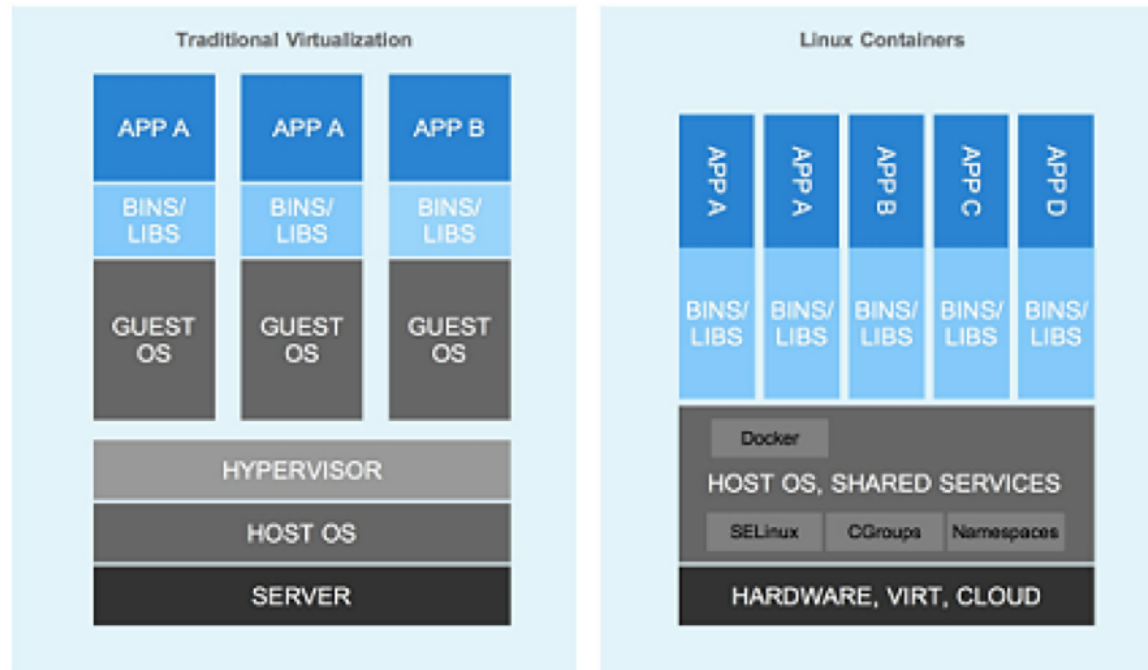 Traditional Virtualization
APP A
APP A
APP B
BINS/
LIBS
BINS/
LIBS
BINS/
LIBS
GUEST
OS
GUEST
OS
GUEST
OS
HYPERVISOR
HOST OS
SERVER
Linux Containers
APP A
APP A
APP B
APP C
APP D
BINS/
LIBS
BINS/
LIBS
BINS/
LIBS
BINS/
LIBS
BINS/
LIBS
Docker
HOST OS, SHARED SERVICES
SELinux
CGroups
Namespaces
HARDWARE, VIRT, CLOUD